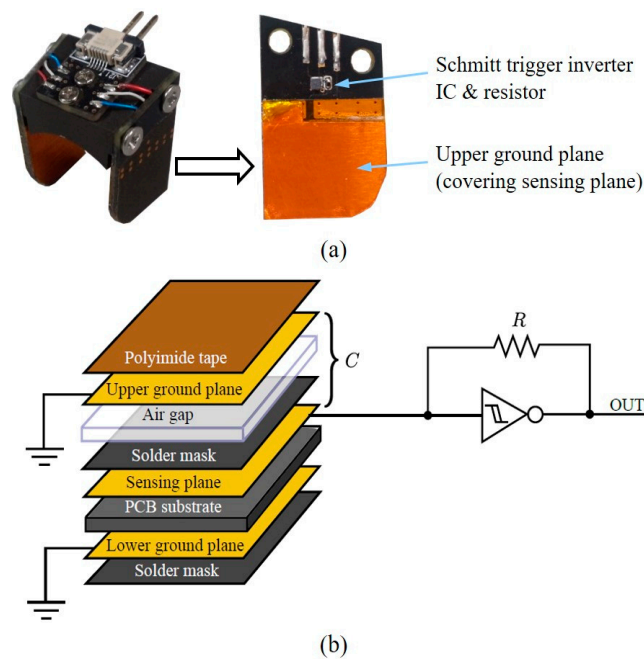 Schmitt trigger inverter
IC & resistor
Upper ground plane
(covering sensing plane)
(a)
Polyimide tape
Upper ground plane
Air gap
Solder mask
Sensing plane
PCB substrate
Lower ground plane
Solder mask
C
R
OUT
(b)